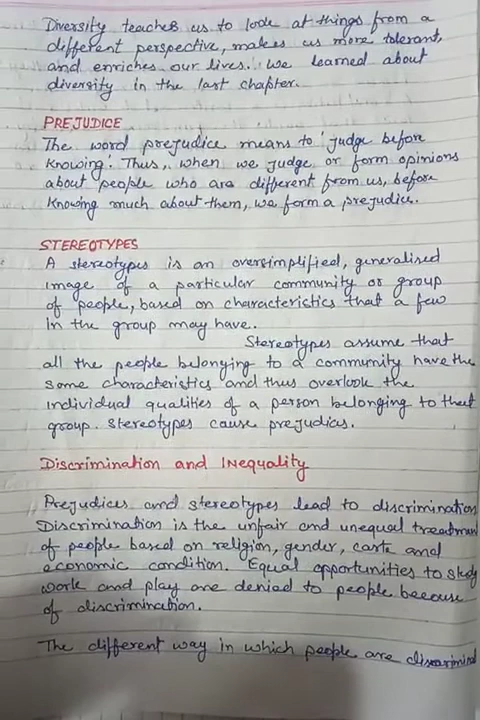 Diversity teaches us to look at things from a
different perspective, makes us more tolerant,
and enriches our lives. We learned about
diversity in the last chapter.
PREJUDICE
The word prejudice means to 'judge before
knowing'. Thus, when we judge or form opinions
about people who are different from us, before
knowing much about them, we form a prejudice.
STEREOTYPES
A stereotypes is an oversimplified, generalised
image of a particular community or group
of people, based on characteristics that a few
in the group may have.
Stereotypes assume that
all the people belonging to a community have the
same characteristics and thus overlook the
individual qualities of a person belonging to that
group. Stereotypes cause prejudices.
Discrimination and INequality
Prejudices and stereotypes lead to discrimination
Discrimination is the unfair and unequal treatmen
of people based on religion, gender, caste and
economic condition. Equal opportunities to study
work and play are denied to people because
of discrimination.
The different way in which people are discriminat